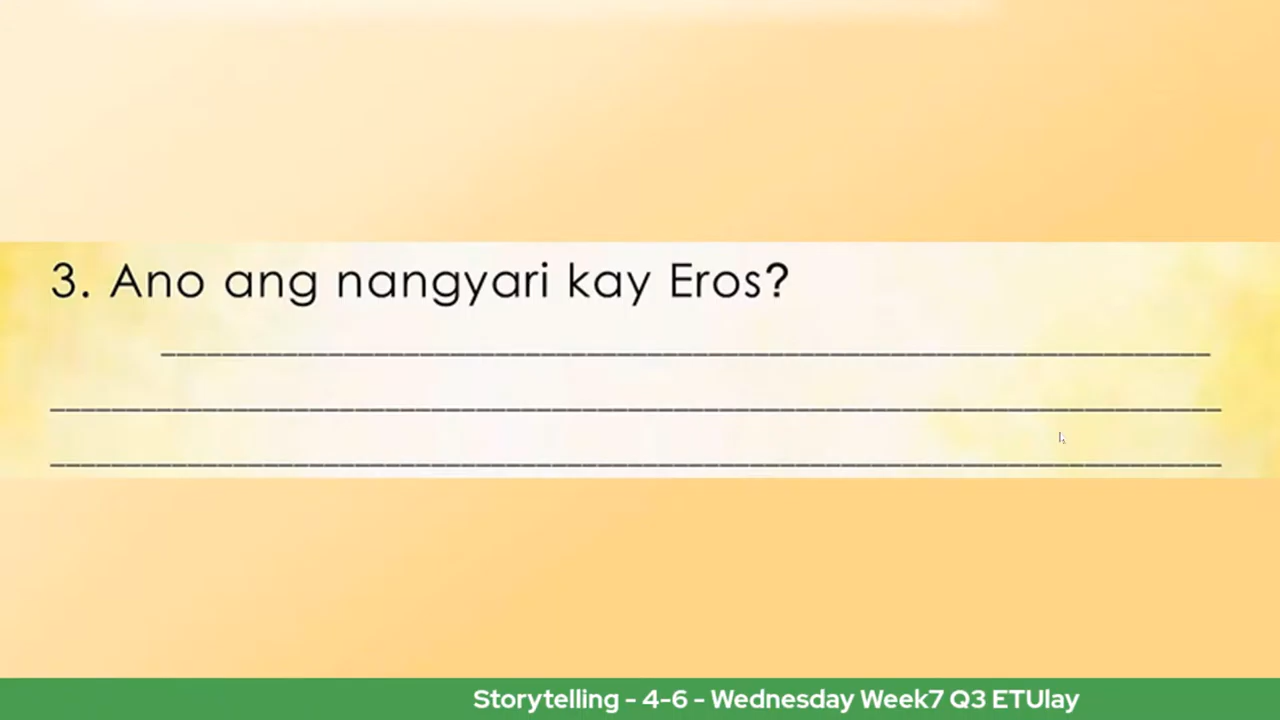 3. Ano ang nangyari kay Eros?
Storytelling - 4-6 - Wednesday Week7 Q3 ETUlay